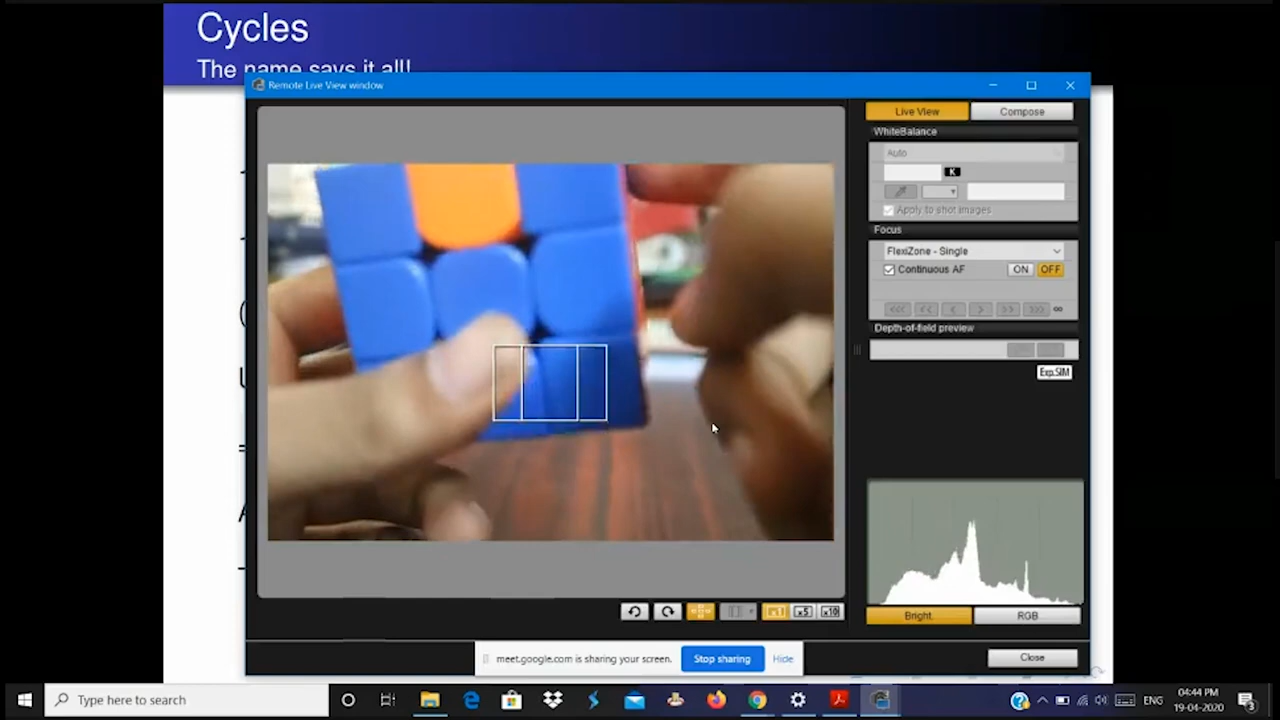 Cycles
The name says it all!
Remote Live View window
Live View
Compose
WhiteBalance
Auto
K
Apply to shot images
Focus
FlexiZone - Single
Continuous AF
ON
OFF
<<<
<<
<
>
>>
>>>
∞
Depth-of-field preview
Exp.SIM
Bright.
RGB
x1
x5
x10
meet.google.com is sharing your screen.
Stop sharing
Hide
Close
Type here to search
ENG
04:44 PM
19-04-2020
3